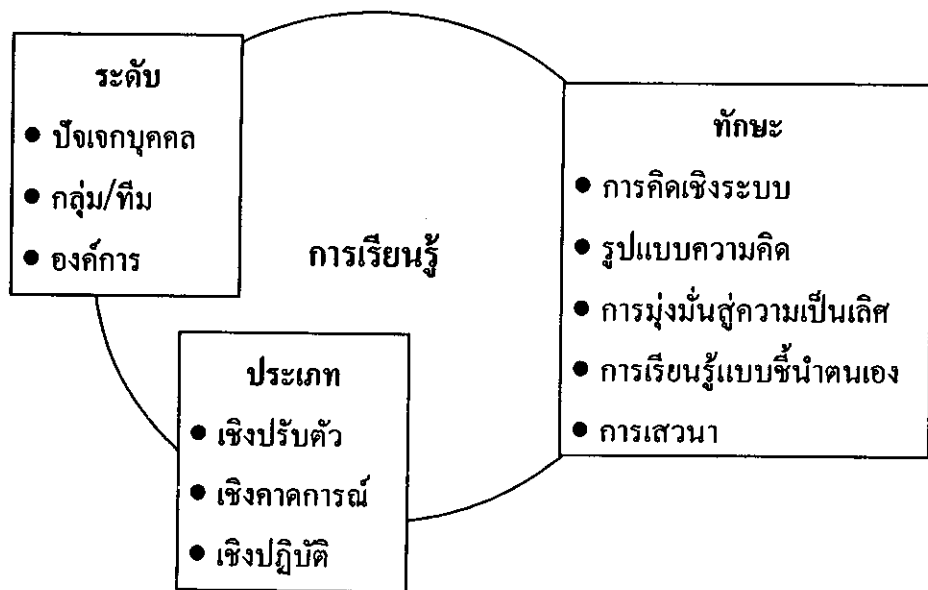 ระดับ
● ปัจเจกบุคคล
● กลุ่ม/ทีม
● องค์การ
การเรียนรู้
ทักษะ
● การคิดเชิงระบบ
● รูปแบบความคิด
● การมุ่งมั่นสู่ความเป็นเลิศ
● การเรียนรู้แบบชี้นำตนเอง
● การเสวนา
ประเภท
● เชิงปรับตัว
● เชิงคาดการณ์
● เชิงปฏิบัติ